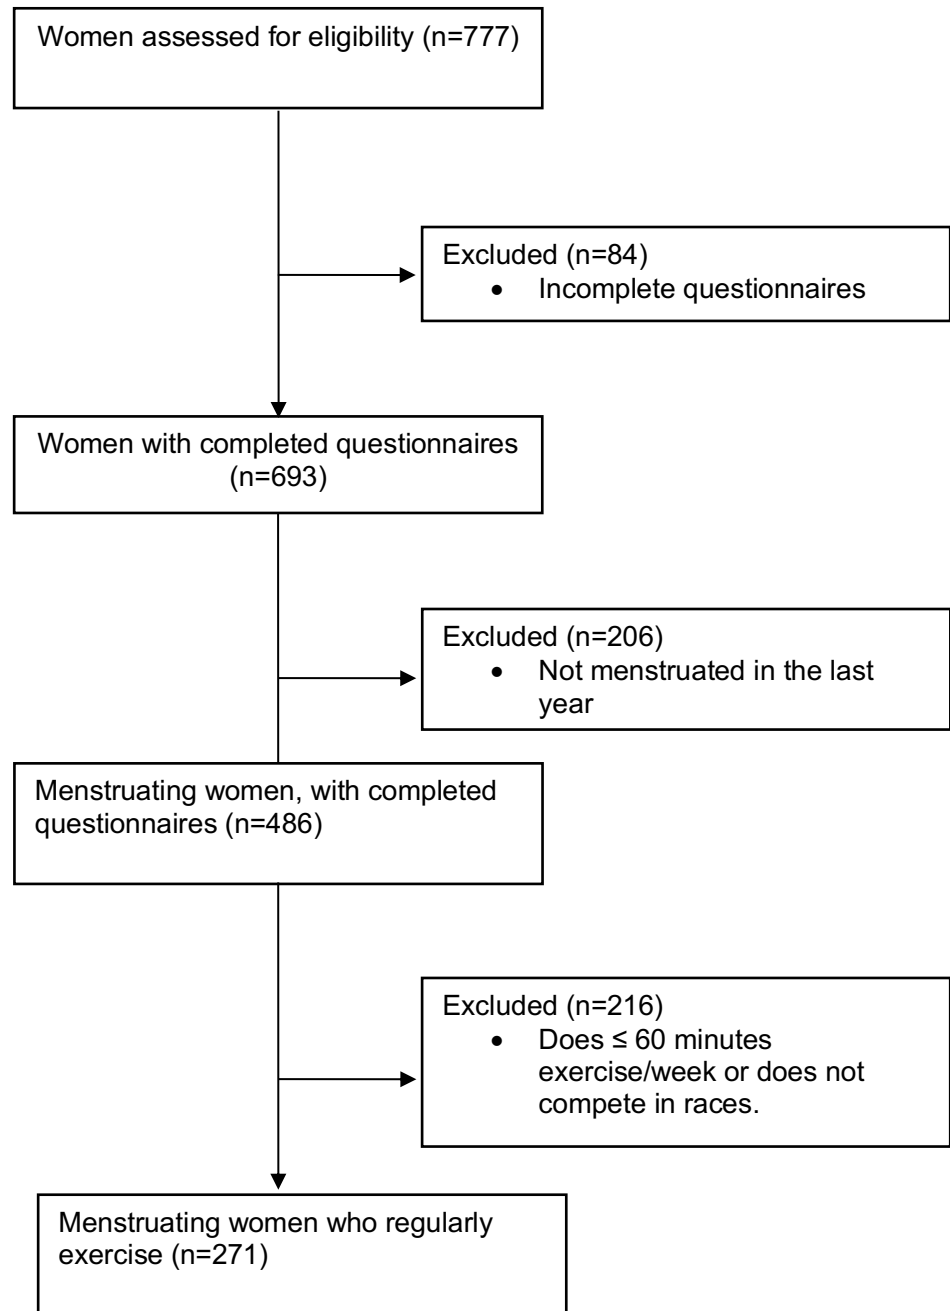 Women assessed for eligibility (n=777)
Excluded (n=84)
• Incomplete questionnaires
Women with completed questionnaires
(n=693)
Excluded (n=206)
• Not menstruated in the last
year
Menstruating women, with completed
questionnaires (n=486)
Excluded (n=216)
• Does ≤ 60 minutes
exercise/week or does not
compete in races.
Menstruating women who regularly
exercise (n=271)